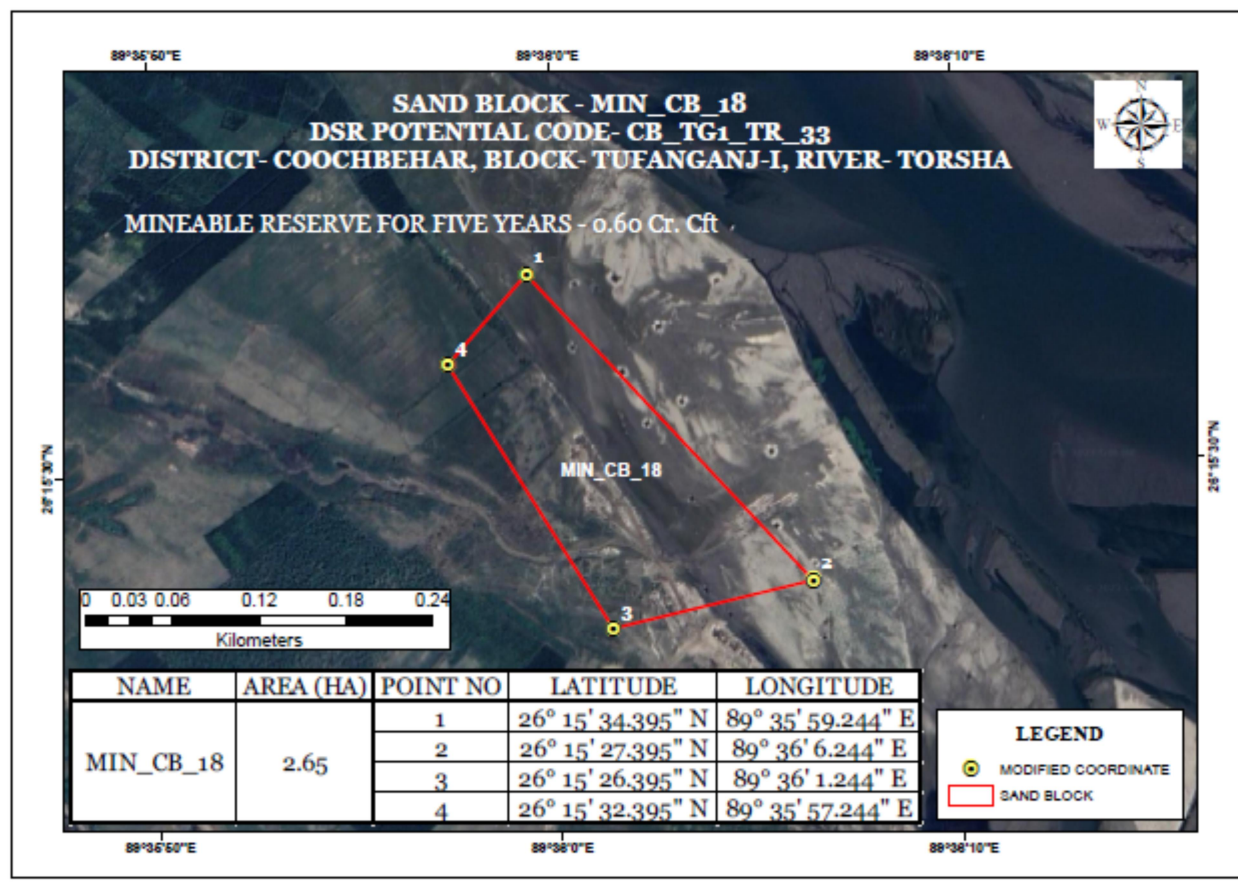 89°35'50"E 89°36'0"E 89°36'10"E
N
W E
S
SAND BLOCK - MIN_CB_18
DSR POTENTIAL CODE- CB_TG1_TR_33
DISTRICT- COOCHBEHAR, BLOCK- TUFANGANJ-I, RIVER- TORSHA
MINEABLE RESERVE FOR FIVE YEARS - 0.60 Cr. Cft
1
4
MIN_CB_18
26°15'30"N 26°15'30"N
2
3
0 0.03 0.06 0.12 0.18 0.24
Kilometers
NAME AREA (HA) POINT NO LATITUDE LONGITUDE
MIN_CB_18 2.65
1 26° 15' 34.395" N 89° 35' 59.244" E
2 26° 15' 27.395" N 89° 36' 6.244" E
3 26° 15' 26.395" N 89° 36' 1.244" E
4 26° 15' 32.395" N 89° 35' 57.244" E
LEGEND
MODIFIED COORDINATE
SAND BLOCK
89°35'50"E 89°36'0"E 89°36'10"E